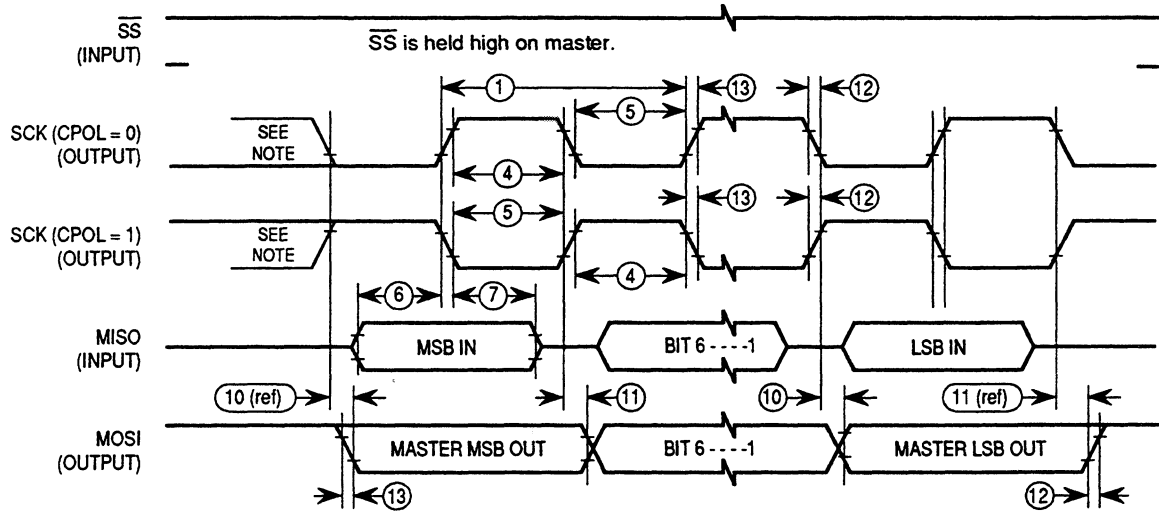 SS
(INPUT)
SS is held high on master.
1
13
12
5
SCK (CPOL = 0)
(OUTPUT)
SEE
NOTE
4
5
13
12
SCK (CPOL = 1)
(OUTPUT)
SEE
NOTE
4
6
7
MISO
(INPUT)
MSB IN
BIT 6 - - - - 1
LSB IN
10 (ref)
11
10
11 (ref)
MOSI
(OUTPUT)
MASTER MSB OUT
BIT 6 - - - - 1
MASTER LSB OUT
13
12